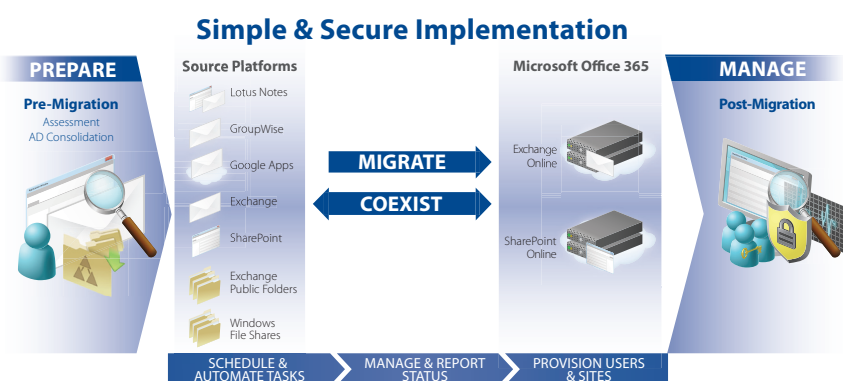 Simple & Secure Implementation
PREPARE
Pre-Migration
Assessment
AD Consolidation
Source Platforms
Lotus Notes
GroupWise
Google Apps
Exchange
SharePoint
Exchange
Public Folders
Windows
File Shares
MIGRATE
COEXIST
Microsoft Office 365
Exchange
Online
SharePoint
Online
MANAGE
Post-Migration
SCHEDULE &
AUTOMATE TASKS
MANAGE & REPORT
STATUS
PROVISION USERS
& SITES